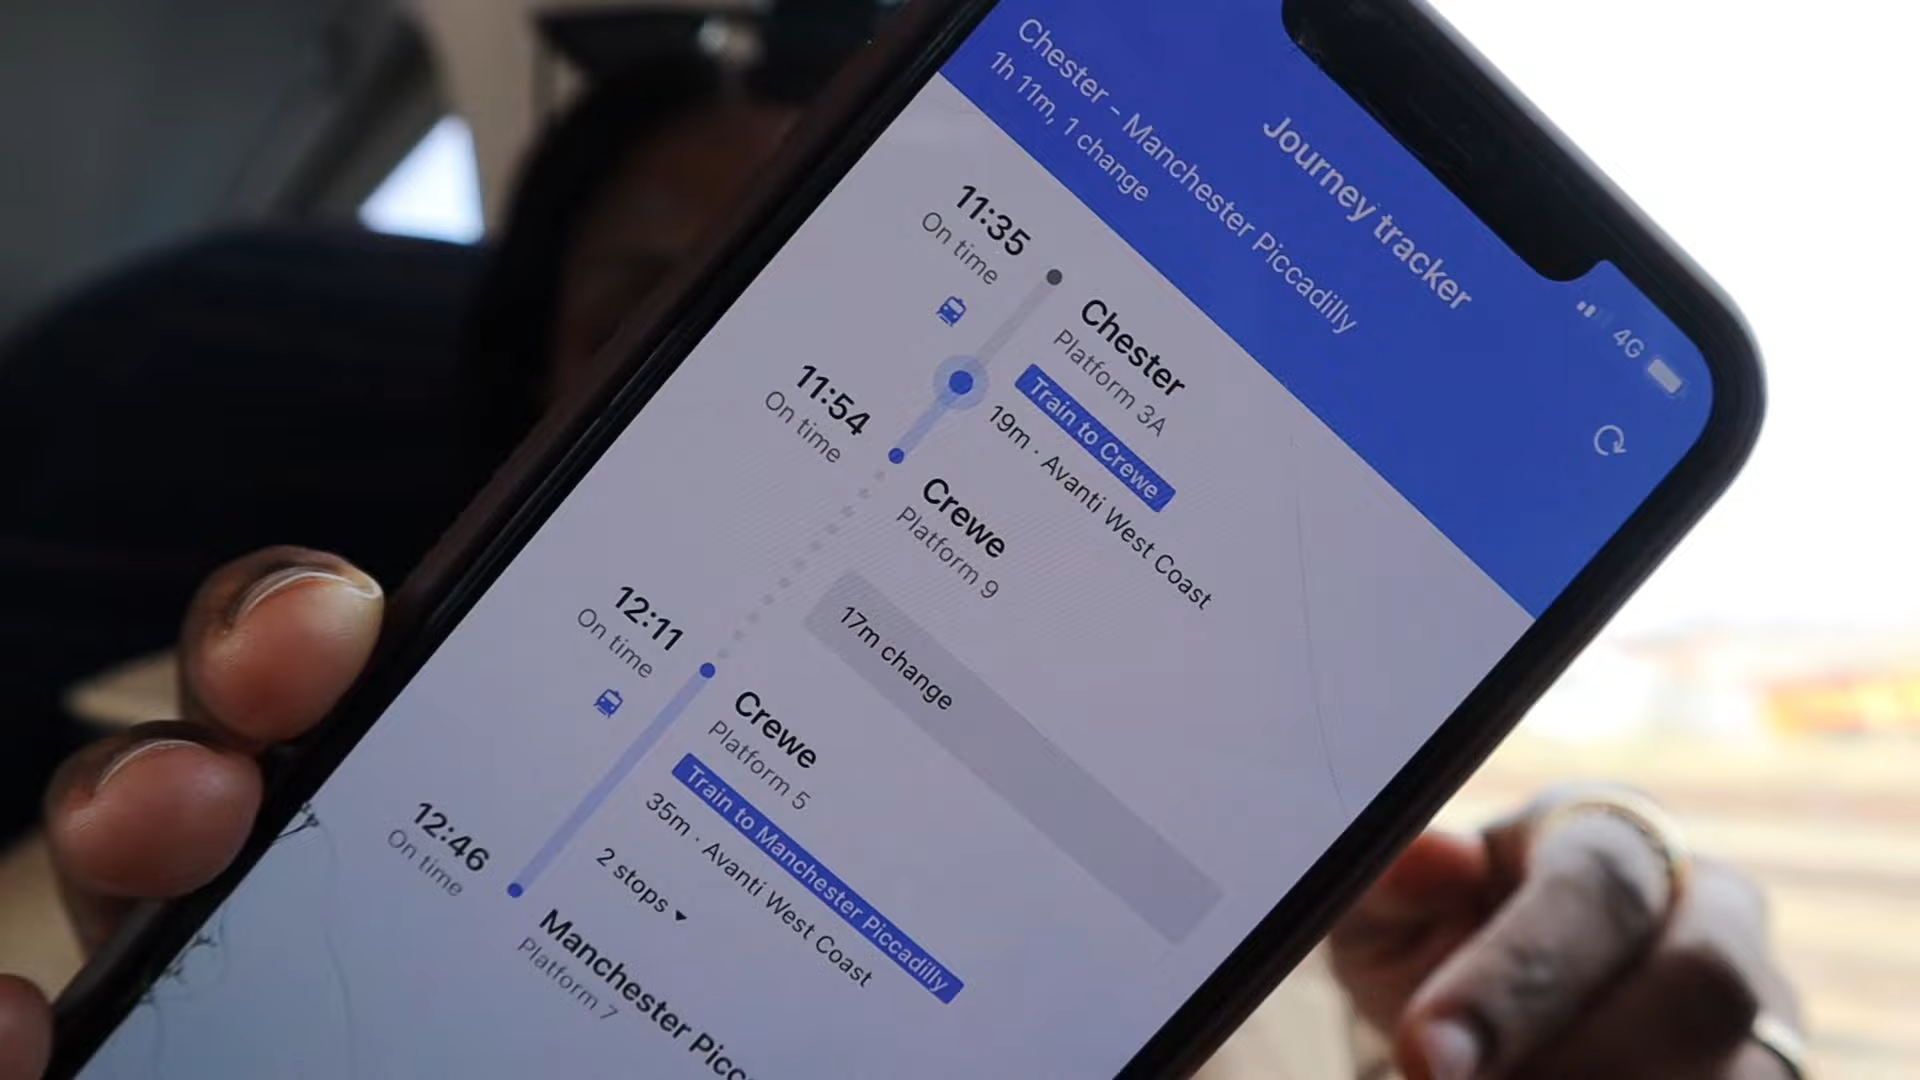 4G
Journey tracker
Chester - Manchester Piccadilly
1h 11m, 1 change
11:35
On time
Chester
Platform 3A
Train to Crewe
19m · Avanti West Coast
11:54
On time
Crewe
Platform 9
17m change
12:11
On time
Crewe
Platform 5
Train to Manchester Piccadilly
35m · Avanti West Coast
2 stops
12:46
On time
Manchester Picc
Platform 7